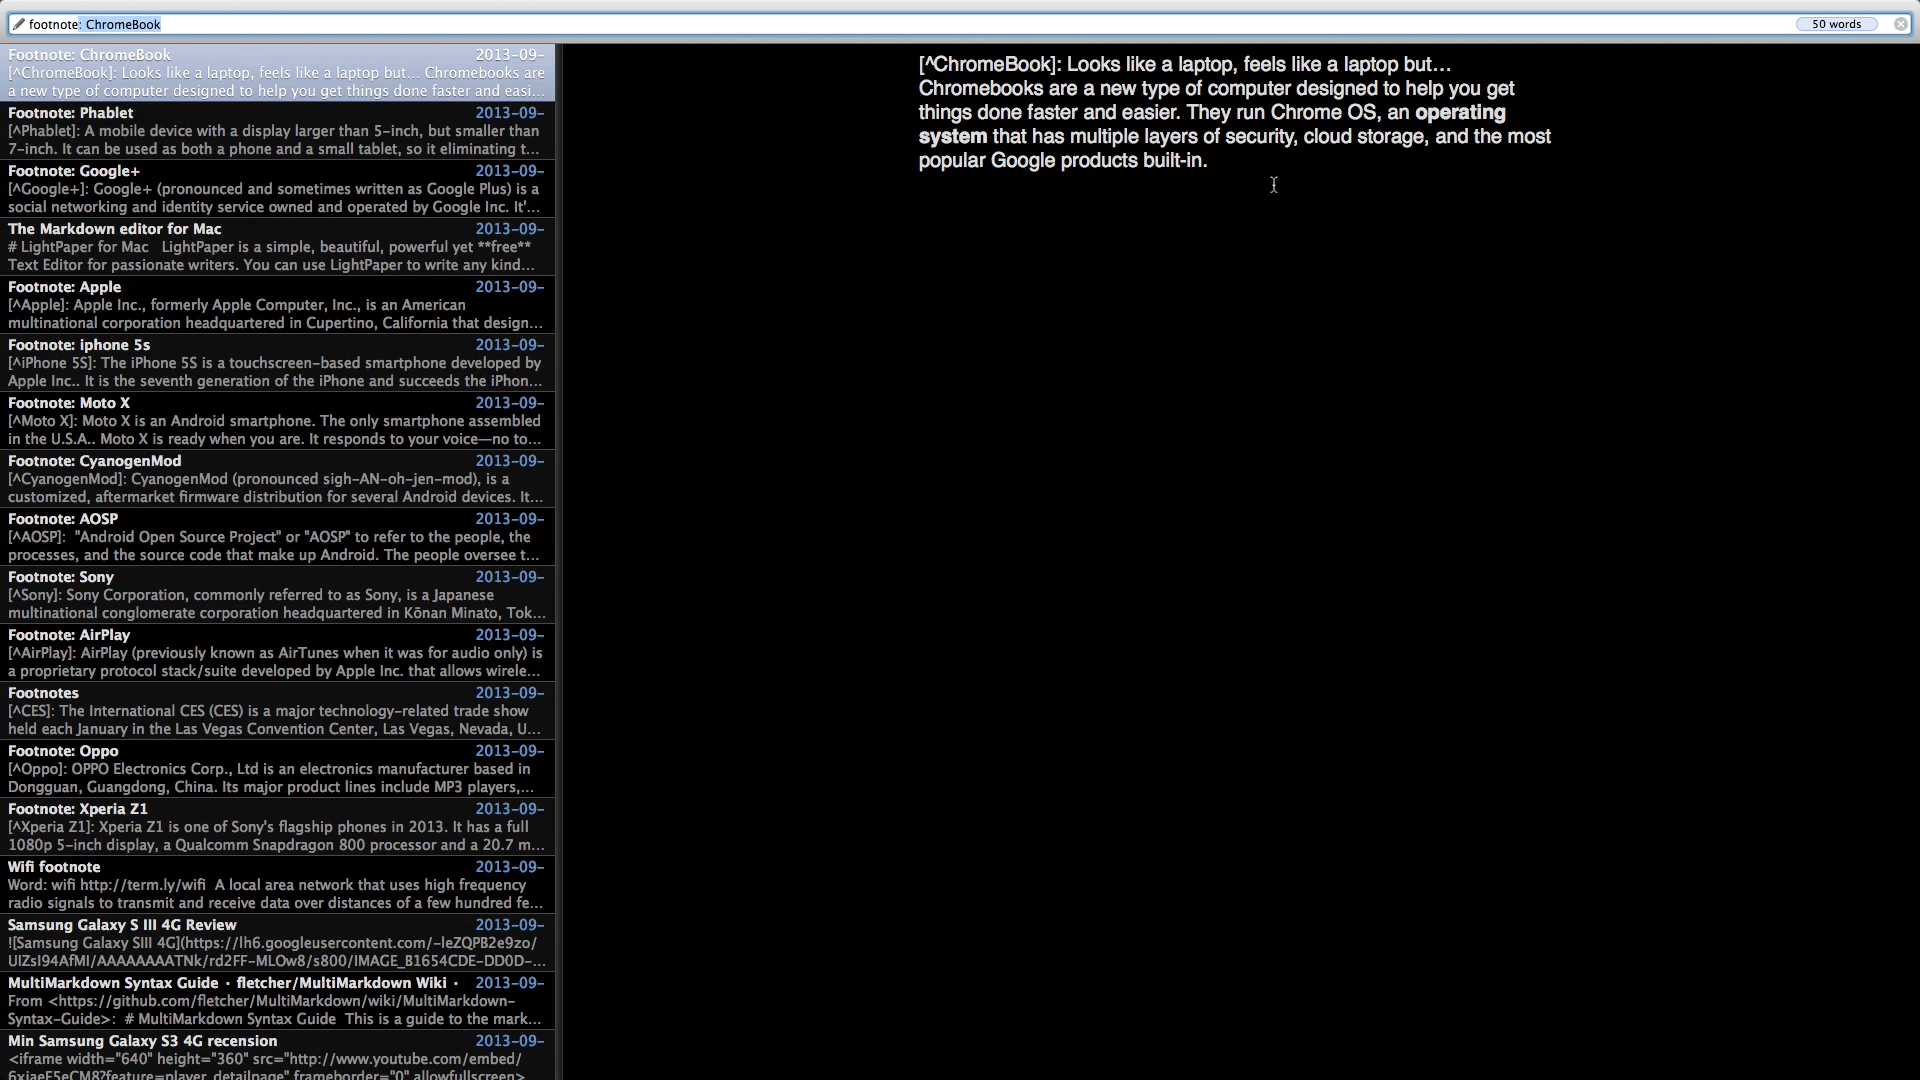 footnote: ChromeBook
50 words
Footnote: ChromeBook 2013-09-
[^ChromeBook]: Looks like a laptop, feels like a laptop but... Chromebooks are
a new type of computer designed to help you get things done faster and easi...
Footnote: Phablet 2013-09-
[^Phablet]: A mobile device with a display larger than 5-inch, but smaller than
7-inch. It can be used as both a phone and a small tablet, so it eliminating t...
Footnote: Google+ 2013-09-
[^Google+]: Google+ (pronounced and sometimes written as Google Plus) is a
social networking and identity service owned and operated by Google Inc. It'...
The Markdown editor for Mac 2013-09-
# LightPaper for Mac   LightPaper is a simple, beautiful, powerful yet **free**
Text Editor for passionate writers. You can use LightPaper to write any kind...
Footnote: Apple 2013-09-
[^Apple]: Apple Inc., formerly Apple Computer, Inc., is an American
multinational corporation headquartered in Cupertino, California that design...
Footnote: iphone 5s 2013-09-
[^iPhone 5S]: The iPhone 5S is a touchscreen-based smartphone developed by
Apple Inc.. It is the seventh generation of the iPhone and succeeds the iPhon...
Footnote: Moto X 2013-09-
[^Moto X]: Moto X is an Android smartphone. The only smartphone assembled
in the U.S.A.. Moto X is ready when you are. It responds to your voice—no to...
Footnote: CyanogenMod 2013-09-
[^CyanogenMod]: CyanogenMod (pronounced sigh-AN-oh-jen-mod), is a
customized, aftermarket firmware distribution for several Android devices. It...
Footnote: AOSP 2013-09-
[^AOSP]:  "Android Open Source Project" or "AOSP" to refer to the people, the
processes, and the source code that make up Android. The people oversee t...
Footnote: Sony 2013-09-
[^Sony]: Sony Corporation, commonly referred to as Sony, is a Japanese
multinational conglomerate corporation headquartered in Kōnan Minato, Tok...
Footnote: AirPlay 2013-09-
[^AirPlay]: AirPlay (previously known as AirTunes when it was for audio only) is
a proprietary protocol stack/suite developed by Apple Inc. that allows wirele...
Footnotes 2013-09-
[^CES]: The International CES (CES) is a major technology-related trade show
held each January in the Las Vegas Convention Center, Las Vegas, Nevada, U...
Footnote: Oppo 2013-09-
[^Oppo]: OPPO Electronics Corp., Ltd is an electronics manufacturer based in
Dongguan, Guangdong, China. Its major product lines include MP3 players,...
Footnote: Xperia Z1 2013-09-
[^Xperia Z1]: Xperia Z1 is one of Sony's flagship phones in 2013. It has a full
1080p 5-inch display, a Qualcomm Snapdragon 800 processor and a 20.7 m...
Wifi footnote 2013-09-
Word: wifi http://term.ly/wifi  A local area network that uses high frequency
radio signals to transmit and receive data over distances of a few hundred fe...
Samsung Galaxy S III 4G Review 2013-09-
![Samsung Galaxy SIII 4G](https://lh6.googleusercontent.com/-leZQPB2e9zo/
UIZsI94AfMI/AAAAAAAATNk/rd2FF-MLOw8/s800/IMAGE_B1654CDE-DD0D-...
MultiMarkdown Syntax Guide · fletcher/MultiMarkdown Wiki · 2013-09-
From <https://github.com/fletcher/MultiMarkdown/wiki/MultiMarkdown-
Syntax-Guide>:  # MultiMarkdown Syntax Guide  This is a guide to the mark...
Min Samsung Galaxy S3 4G recension 2013-09-
<iframe width="640" height="360" src="http://www.youtube.com/embed/
6xjaeF5eCM8?feature=player_detailpage" frameborder="0" allowfullscreen>
[^ChromeBook]: Looks like a laptop, feels like a laptop but...
Chromebooks are a new type of computer designed to help you get
things done faster and easier. They run Chrome OS, an operating
system that has multiple layers of security, cloud storage, and the most
popular Google products built-in.